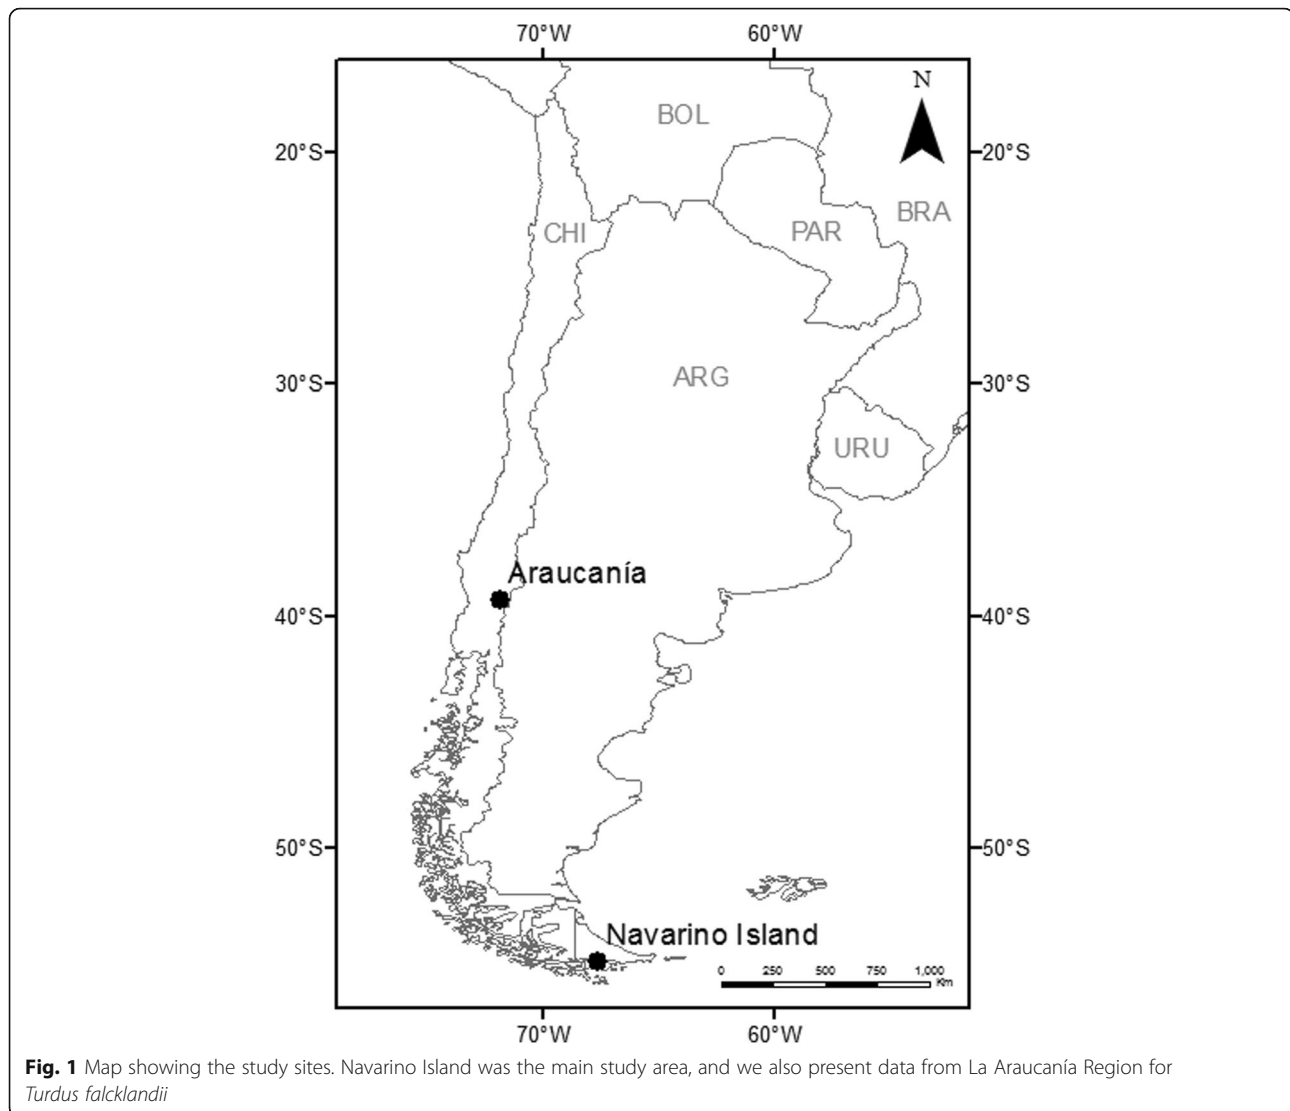 70°W 60°W
N
BOL
20°S 20°S
BRA
CHI PAR
ARG
30°S 30°S
URU
Araucanía
40°S 40°S
50°S 50°S
Navarino Island
0 250 500 750 1,000
Km
70°W 60°W
Fig. 1 Map showing the study sites. Navarino Island was the main study area, and we also present data from La Araucanía Region for
Turdus falcklandii